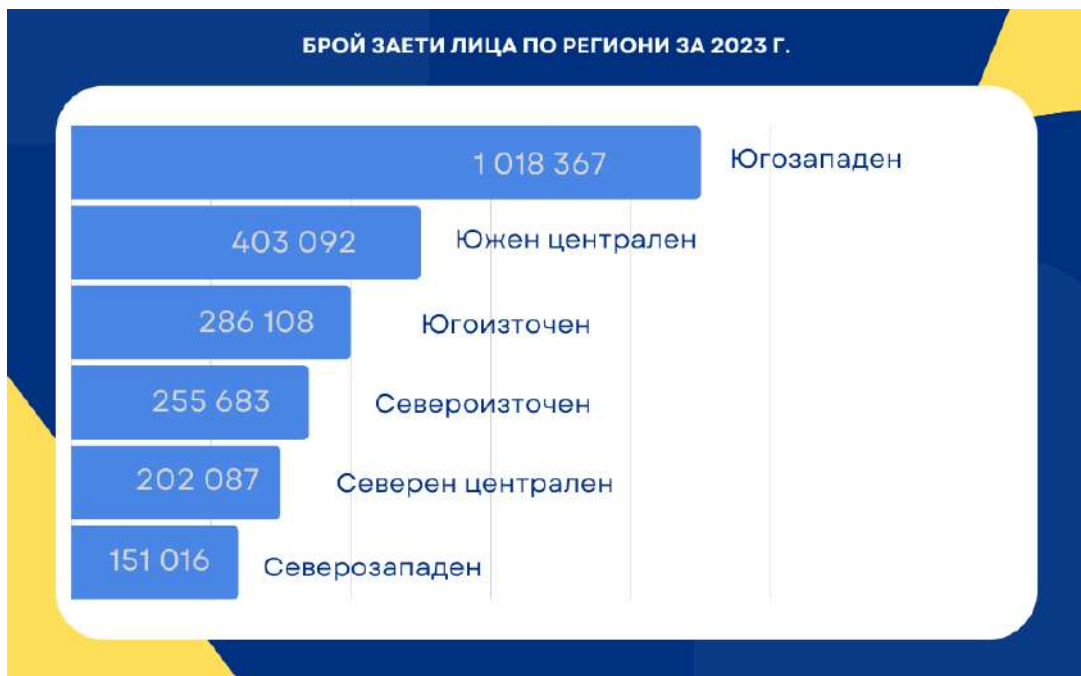 БРОЙ ЗАЕТИ ЛИЦА ПО РЕГИОНИ ЗА 2023 Г.
1 018 367 Югозападен
403 092 Южен централен
286 108 Югоизточен
255 683 Североизточен
202 087 Северен централен
151 016 Северозападен